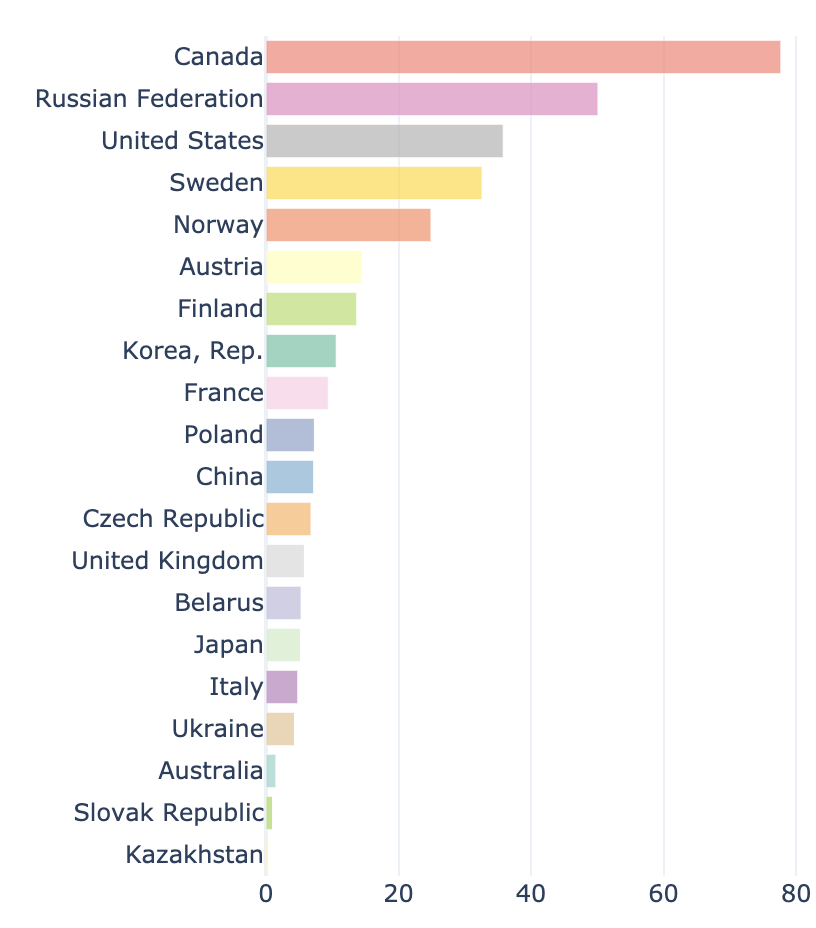 Canada
Russian Federation
United States
Sweden
Norway
Austria
Finland
Korea, Rep.
France
Poland
China
Czech Republic
United Kingdom
Belarus
Japan
Italy
Ukraine
Australia
Slovak Republic
Kazakhstan
0 20 40 60 80